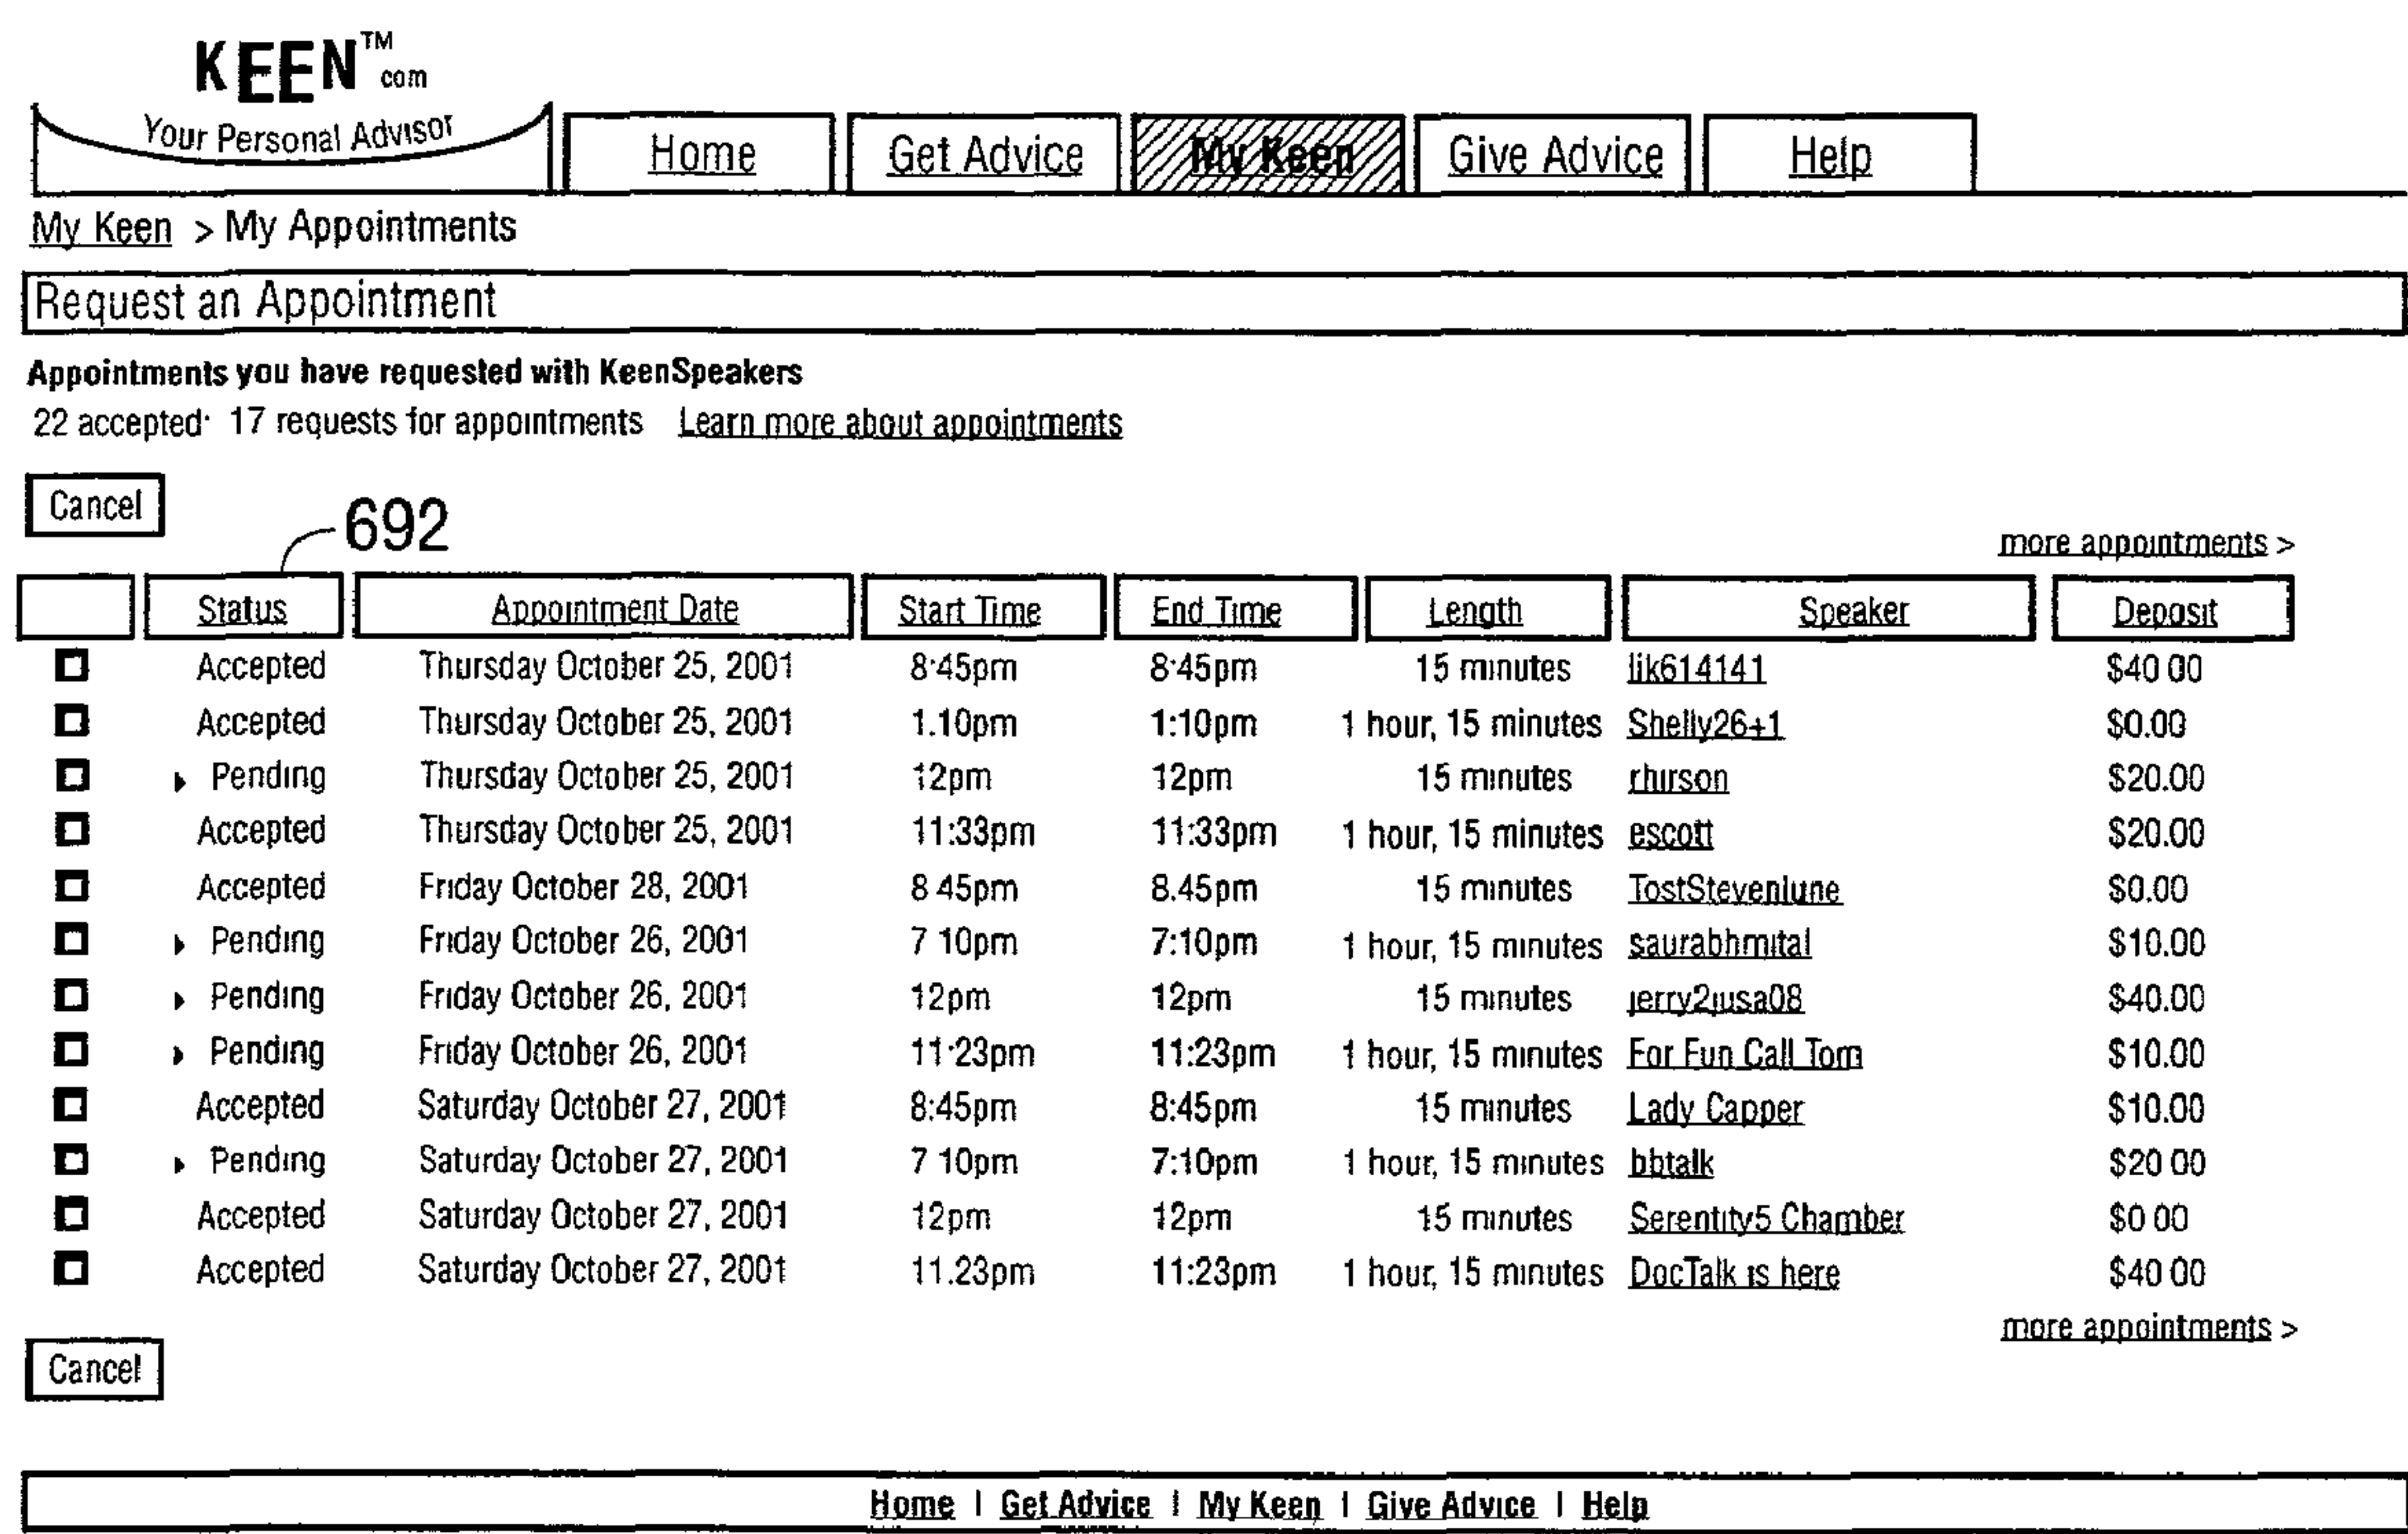 KEEN™ com
Your Personal Advisor
Home Get Advice My Keen Give Advice Help
My Keen > My Appointments
Request an Appointment
Appointments you have requested with KeenSpeakers
22 accepted· 17 requests for appointments Learn more about appointments
Cancel
692
more appointments >
Status Appointment Date Start Time End Time Length Speaker Deposit
Accepted Thursday October 25, 2001 8·45pm 8·45pm 15 minutes lik614141 $40 00
Accepted Thursday October 25, 2001 1.10pm 1:10pm 1 hour, 15 minutes Shelly26+1 $0.00
Pending Thursday October 25, 2001 12pm 12pm 15 minutes rhirson $20.00
Accepted Thursday October 25, 2001 11:33pm 11:33pm 1 hour, 15 minutes escott $20.00
Accepted Friday October 28, 2001 8 45pm 8.45pm 15 minutes TostStevenlune $0.00
Pending Friday October 26, 2001 7 10pm 7:10pm 1 hour, 15 minutes saurabhmital $10.00
Pending Friday October 26, 2001 12pm 12pm 15 minutes jerry2jusa08 $40.00
Pending Friday October 26, 2001 11·23pm 11:23pm 1 hour, 15 minutes For Fun Call Tom $10.00
Accepted Saturday October 27, 2001 8:45pm 8:45pm 15 minutes Lady Capper $10.00
Pending Saturday October 27, 2001 7 10pm 7:10pm 1 hour, 15 minutes bbtalk $20 00
Accepted Saturday October 27, 2001 12pm 12pm 15 minutes Serentity5 Chamber $0 00
Accepted Saturday October 27, 2001 11.23pm 11:23pm 1 hour, 15 minutes DocTalk is here $40 00
more appointments >
Cancel
Home | Get Advice | My Keen | Give Advice | Help